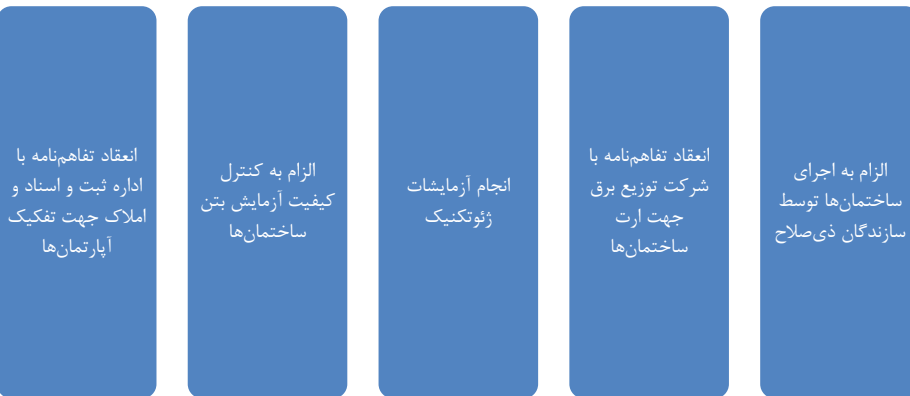 الزام به اجرای
ساختمان‌ها توسط
سازندگان ذی‌صلاح
انعقاد تفاهم‌نامه با
شرکت توزیع برق
جهت ارت
ساختمان‌ها
انجام آزمایشات
ژئوتکنیک
الزام به کنترل
کیفیت آزمایش بتن
ساختمان‌ها
انعقاد تفاهم‌نامه با
اداره ثبت و اسناد و
املاک جهت تفکیک
آپارتمان‌ها